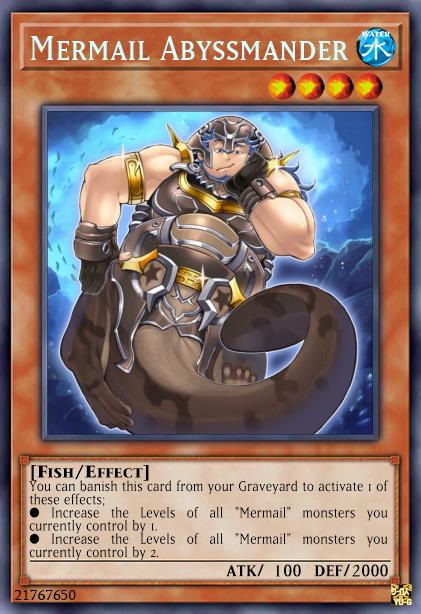 Mermail Abyssmander
WATER
水
[Fish/Effect]
You can banish this card from your Graveyard to activate 1 of
these effects;
● Increase the Levels of all "Mermail" monsters you
currently control by 1.
● Increase the Levels of all "Mermail" monsters you
currently control by 2.
ATK/ 100 DEF/2000
21767650